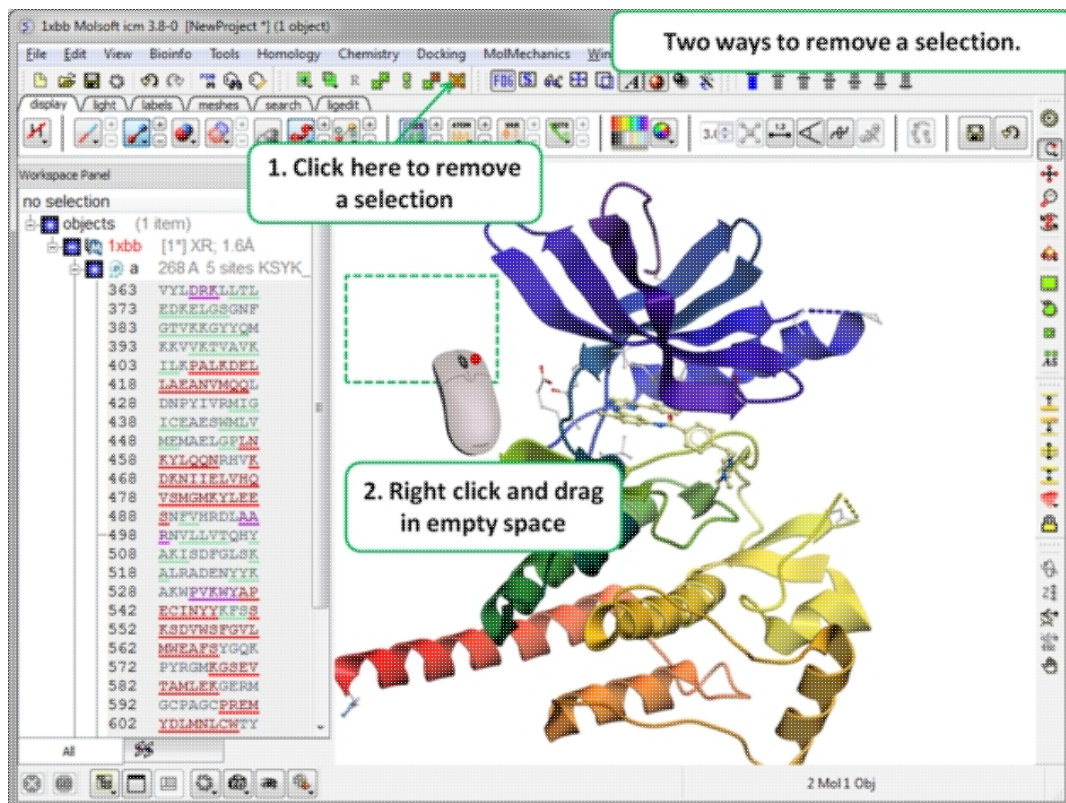 1xbb Molsoft icm 3.8-0 [NewProject *] (1 object)
Two ways to remove a selection.
File Edit View Bioinfo Tools Homology Chemistry Docking MolMechanics
display light labels meshes search ligedit
1. Click here to remove
a selection
Workspace Panel
no selection
objects (1 item)
1xbb [1*] XR; 1.6Å
a 268 A 5 sites KSYK_
363 VYLDRKLLTL
373 EDKELGSGNF
383 GTVKKGYYQM
393 KKVVKTVAVK
403 ILKPALKDEL
418 LAEANVMQQL
428 DNPYIVRMIG
438 ICEAESWMLV
448 MEMAELGPLN
458 KYLQQNRHVK
468 DKNIIELVHQ
478 VSMGMKYLEE
488 SNFVHRDLAA
498 RNVLLVTQHY
508 AKISDFGLSK
518 ALRADENYYK
528 AKWPVKWYAP
542 ECINYYKFSS
552 KSDVWSFGVL
562 MWEAFSYGQK
572 PYRGMKGSEV
582 TAMLEKGERM
592 GCPAGCPREM
602 YDLMNLCWTY
2. Right click and drag
in empty space
All
2 Mol 1 Obj